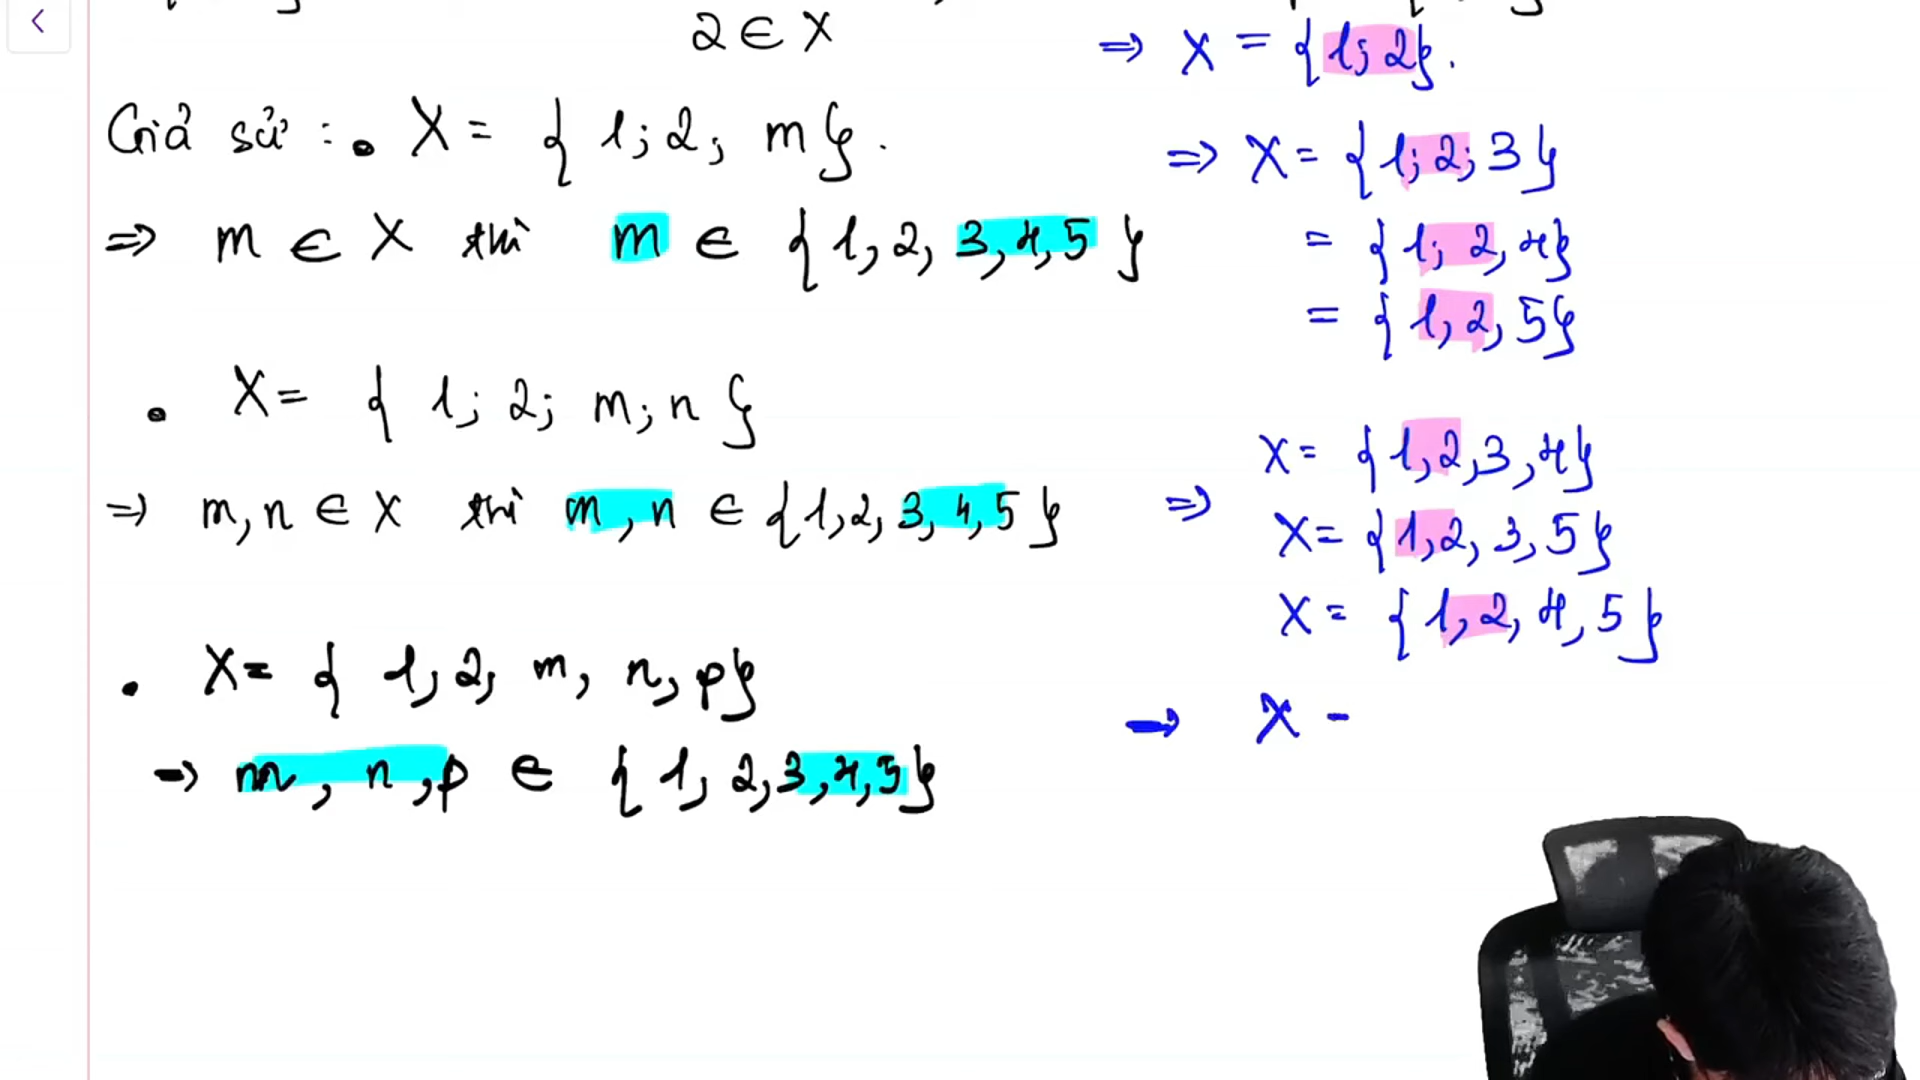 2 ∈ X
⇒ X = {1; 2}.
Giả sử : • X = { 1; 2; m}.
⇒ X = {1; 2; 3}
⇒ m ∈ X thì m ∈ {1, 2, 3, 4, 5 }
= {1; 2, 4}
= {1, 2, 5}
• X = { 1; 2; m; n }
X = {1, 2, 3, 4}
⇒ m, n ∈ X thì m, n ∈ {1, 2, 3, 4, 5 }
⇒ X = {1, 2, 3, 5}
X = {1, 2, 4, 5}
• X = { 1, 2, m, n, p}
→ X -
→ m, n, p ∈ { 1, 2, 3, 4, 5}